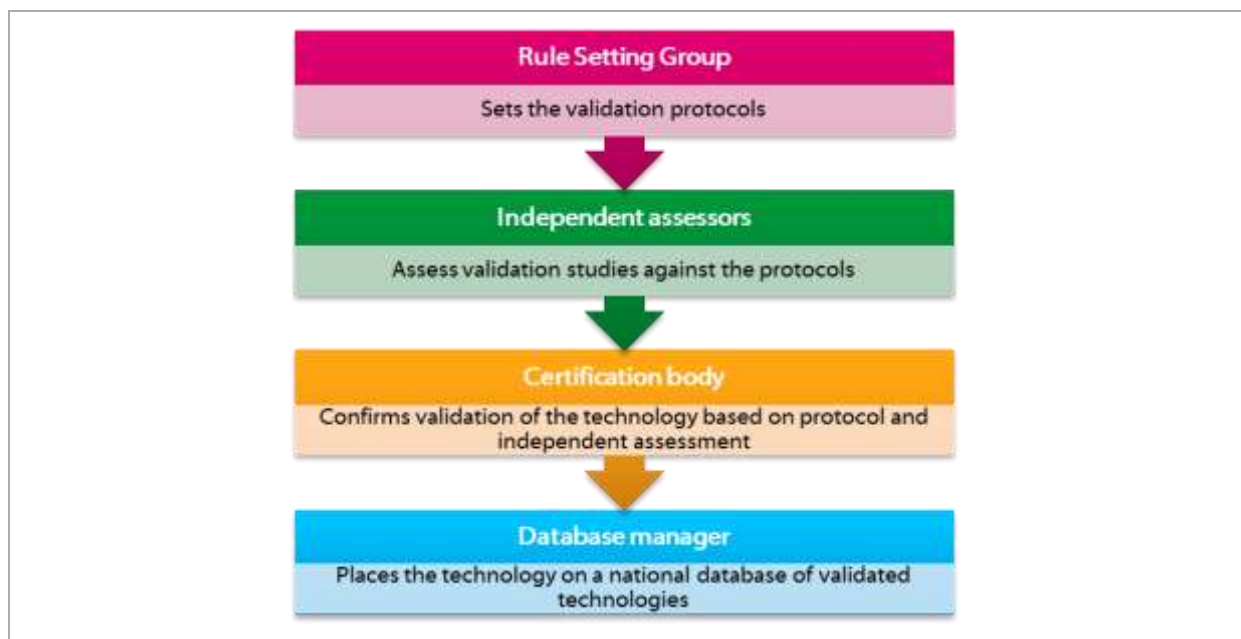 Rule Setting Group
Sets the validation protocols
Independent assessors
Assess validation studies against the protocols
Certification body
Confirms validation of the technology based on protocol and
independent assessment
Database manager
Places the technology on a national database of validated
technologies